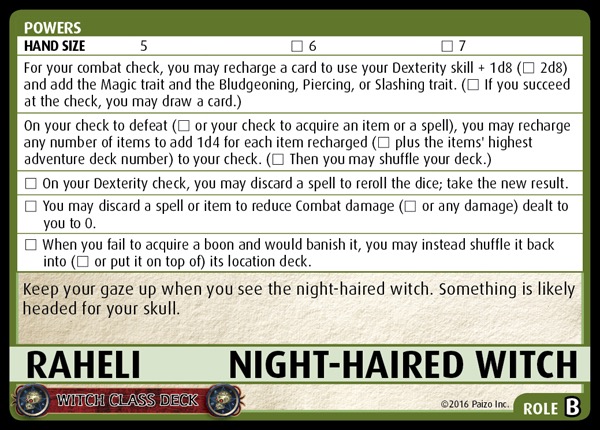 POWERS
HAND SIZE 5 □ 6 □ 7
For your combat check, you may recharge a card to use your Dexterity skill + 1d8 (□ 2d8)
and add the Magic trait and the Bludgeoning, Piercing, or Slashing trait. (□ If you succeed
at the check, you may draw a card.)
On your check to defeat (□ or your check to acquire an item or a spell), you may recharge
any number of items to add 1d4 for each item recharged (□ plus the items' highest
adventure deck number) to your check. (□ Then you may shuffle your deck.)
□ On your Dexterity check, you may discard a spell to reroll the dice; take the new result.
□ You may discard a spell or item to reduce Combat damage (□ or any damage) dealt to
you to 0.
□ When you fail to acquire a boon and would banish it, you may instead shuffle it back
into (□ or put it on top of) its location deck.
Keep your gaze up when you see the night-haired witch. Something is likely
headed for your skull.
RAHELI NIGHT-HAIRED WITCH
WITCH CLASS DECK
©2016 Paizo Inc.
ROLE B